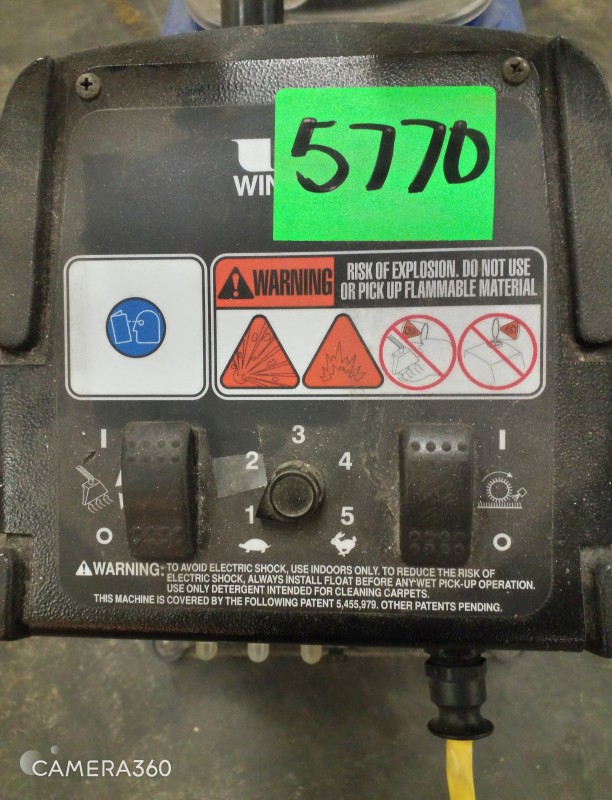 5770
WIN
WARNING
RISK OF EXPLOSION. DO NOT USE
OR PICK UP FLAMMABLE MATERIAL
I
3
I
2
4
1
5
O
O
WARNING: TO AVOID ELECTRIC SHOCK, USE INDOORS ONLY. TO REDUCE THE RISK OF
ELECTRIC SHOCK, ALWAYS INSTALL FLOAT BEFORE ANY WET PICK-UP OPERATION.
USE ONLY DETERGENT INTENDED FOR CLEANING CARPETS.
THIS MACHINE IS COVERED BY THE FOLLOWING PATENT 5,455,979. OTHER PATENTS PENDING.
CAMERA360